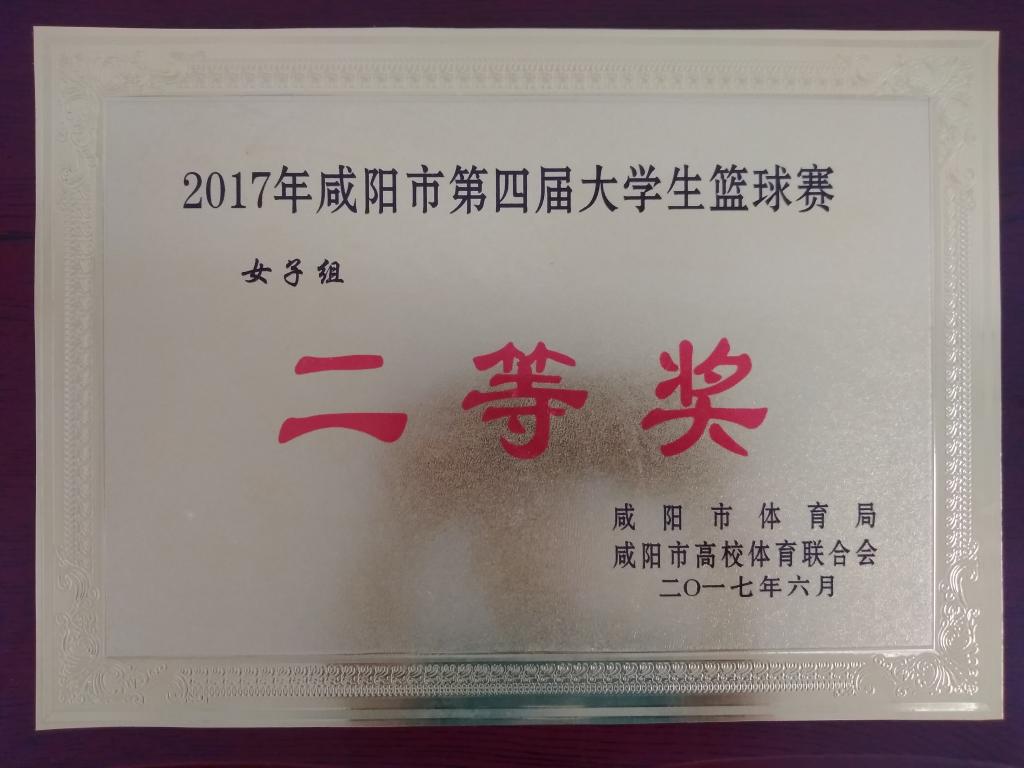 2017年咸阳市第四届大学生篮球赛
女子组
二等奖
咸阳市体育局
咸阳市高校体育联合会
二〇一七年六月